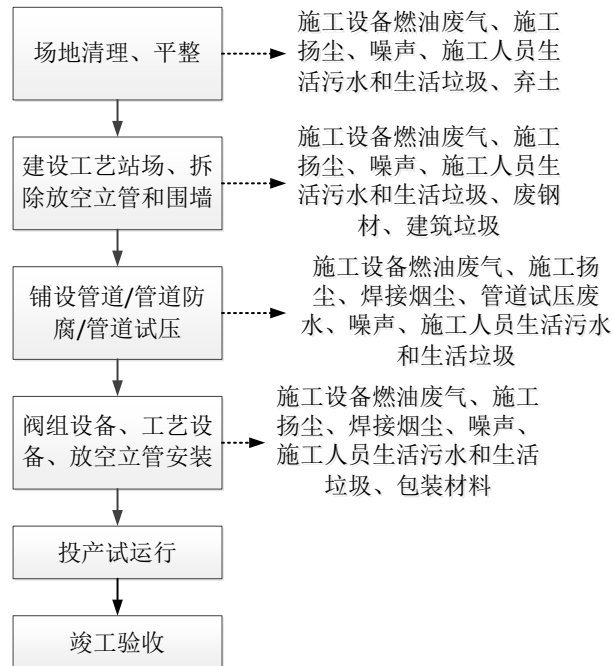 场地清理、平整
施工设备燃油废气、施工
扬尘、噪声、施工人员生
活污水和生活垃圾、弃土
建设工艺站场、拆
除放空立管和围墙
施工设备燃油废气、施工
扬尘、噪声、施工人员生
活污水和生活垃圾、废钢
材、建筑垃圾
铺设管道/管道防
腐/管道试压
施工设备燃油废气、施工扬
尘、焊接烟尘、管道试压废
水、噪声、施工人员生活污水
和生活垃圾
阀组设备、工艺设
备、放空立管安装
施工设备燃油废气、施工
扬尘、焊接烟尘、噪声、
施工人员生活污水和生活
垃圾、包装材料
投产试运行
竣工验收